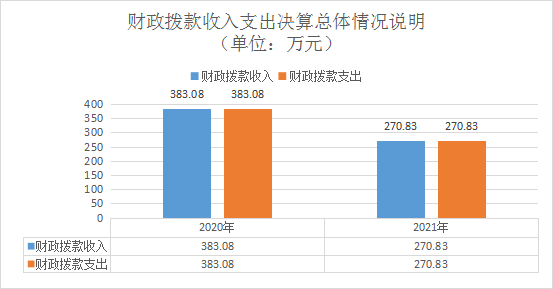 财政拨款收入支出决算总体情况说明
（单位：万元）
财政拨款收入 财政拨款支出
383.08 383.08
270.83 270.83
400
350
300
250
200
150
100
50
0
2020年 2021年
财政拨款收入 383.08 270.83
财政拨款支出 383.08 270.83